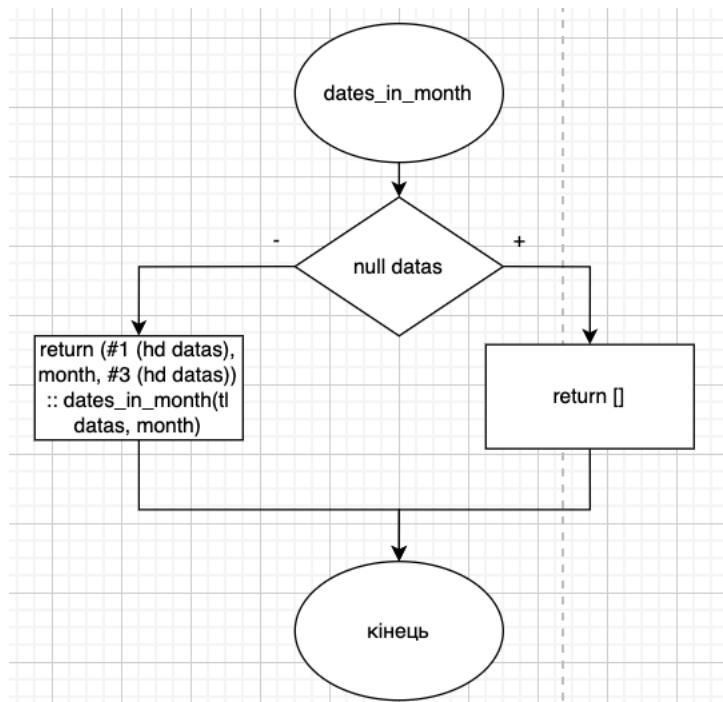 dates_in_month
-
+
null datas
return (#1 (hd datas),
month, #3 (hd datas))
:: dates_in_month(tl
datas, month)
return []
кінець